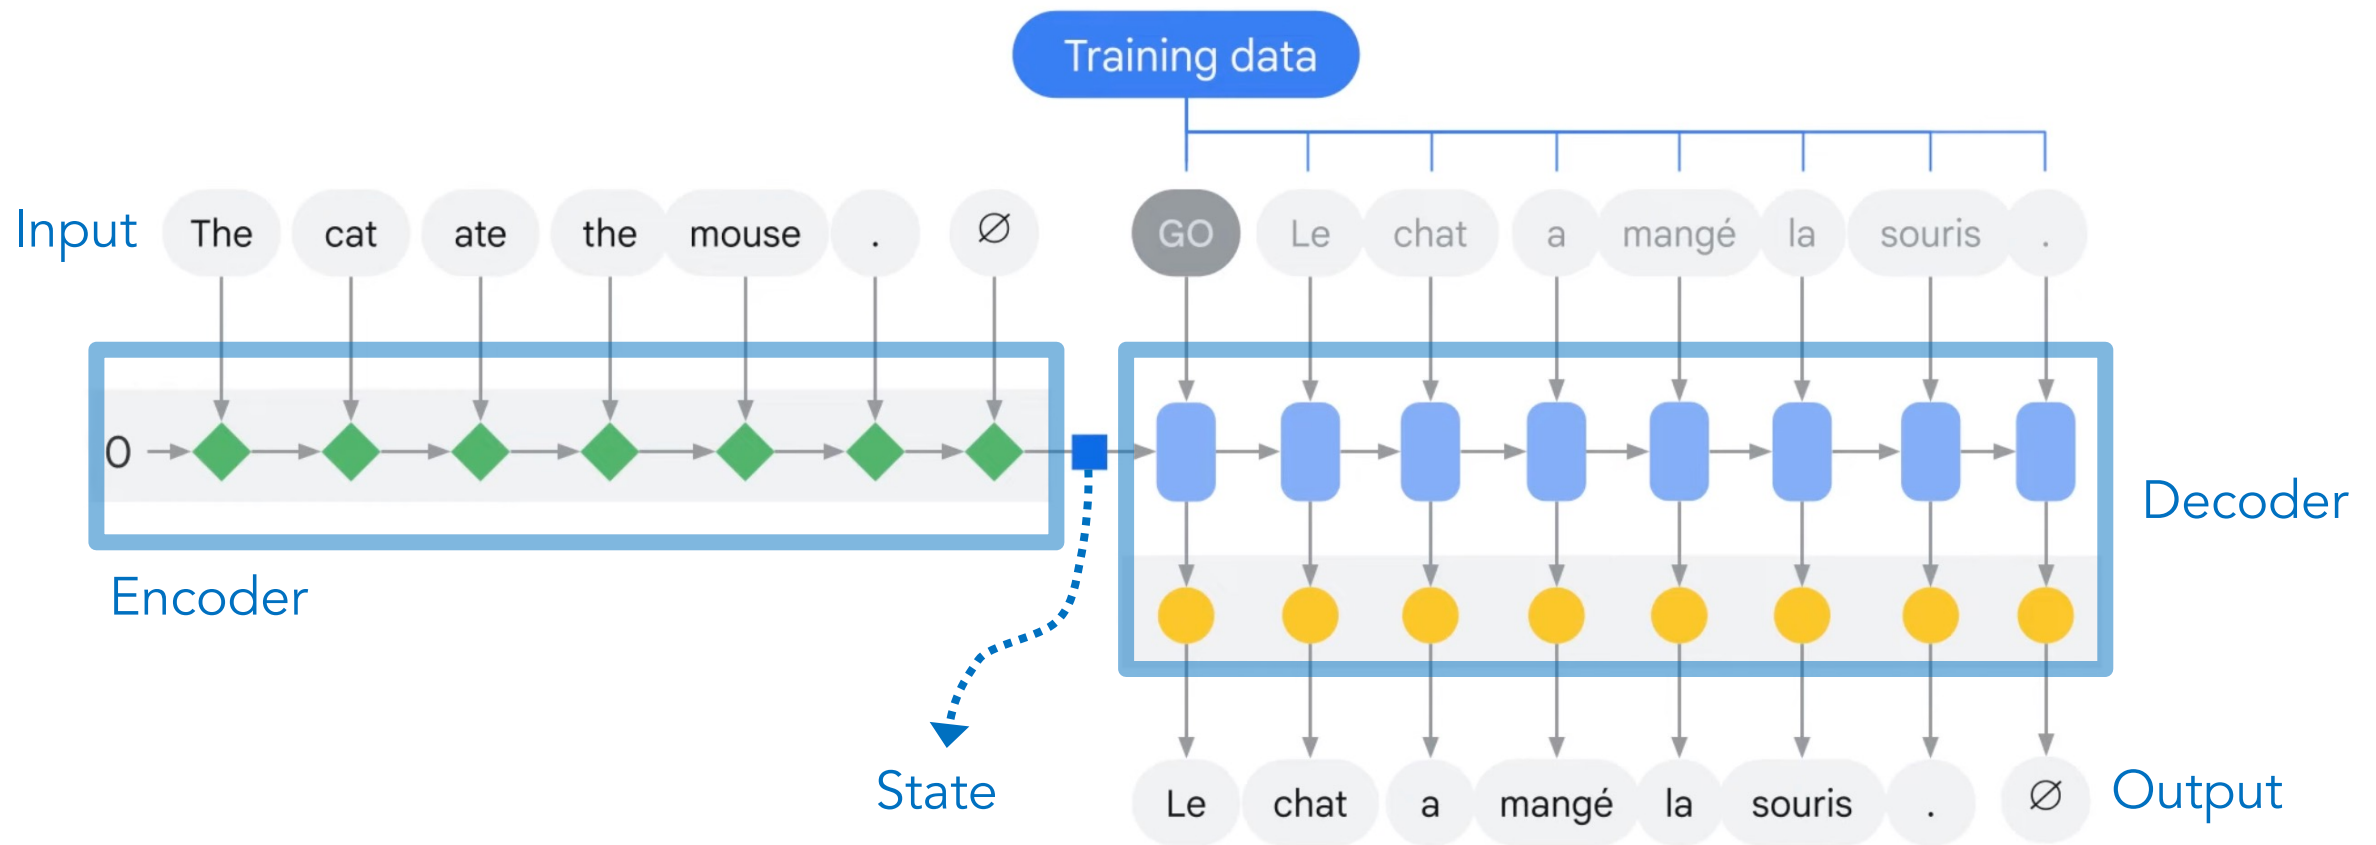 Training data
Input The cat ate the mouse . ∅ GO Le chat a mangé la souris .
0
Decoder
Encoder
State
Le chat a mangé la souris . ∅ Output